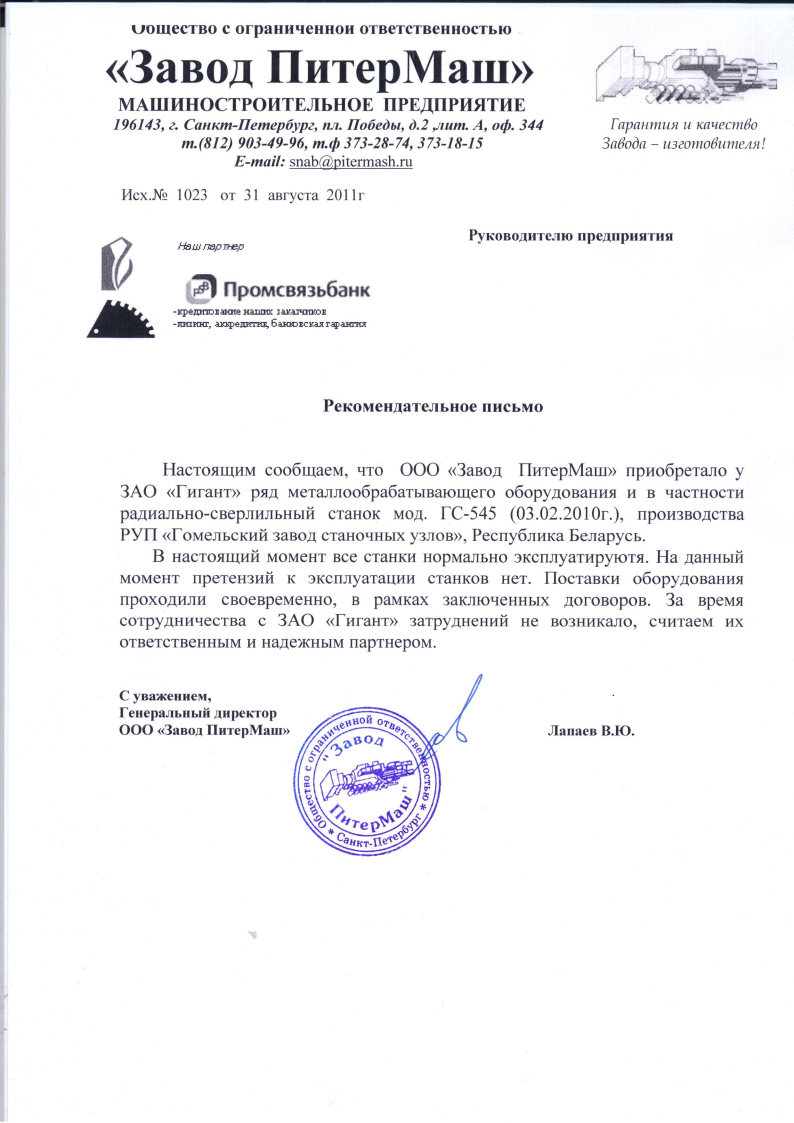 Общество с ограниченной ответственностью
«Завод ПитерМаш»
МАШИНОСТРОИТЕЛЬНОЕ ПРЕДПРИЯТИЕ
196143, г. Санкт-Петербург, пл. Победы, д.2 ,лит. А, оф. 344
т.(812) 903-49-96, т.ф 373-28-74, 373-18-15
E-mail: snab@pitermash.ru
Гарантия и качество
Завода – изготовителя!
Исх.№ 1023 от 31 августа 2011г
Руководителю предприятия
Наш партнер
Промсвязьбанк
-кредитование наших заказчиков
-лизинг, аккредитив, банковская гарантия
Рекомендательное письмо
Настоящим сообщаем, что ООО «Завод ПитерМаш» приобретало у
ЗАО «Гигант» ряд металлообрабатывающего оборудования и в частности
радиально-сверлильный станок мод. ГС-545 (03.02.2010г.), производства
РУП «Гомельский завод станочных узлов», Республика Беларусь.
В настоящий момент все станки нормально эксплуатируютя. На данный
момент претензий к эксплуатации станков нет. Поставки оборудования
проходили своевременно, в рамках заключенных договоров. За время
сотрудничества с ЗАО «Гигант» затруднений не возникало, считаем их
ответственным и надежным партнером.
С уважением,
Генеральный директор
ООО «Завод ПитерМаш»
Лапаев В.Ю.
Общество с ограниченной ответственностью
"Завод
ПитерМаш"
* Санкт-Петербург *